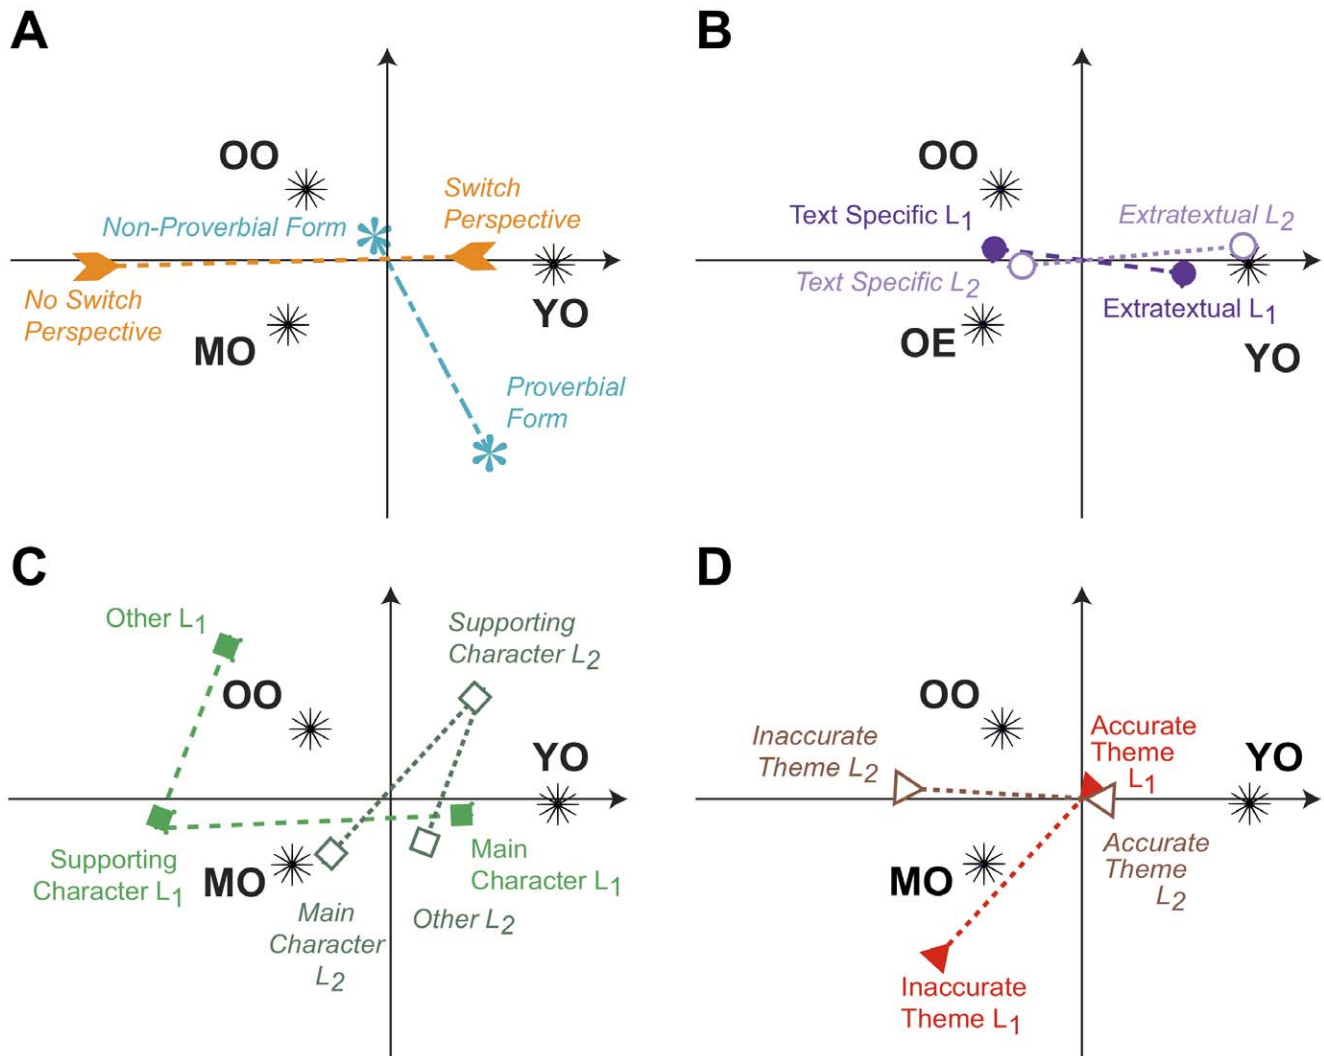 A
OO
Switch
Perspective
Non-Proverbial Form
No Switch
Perspective
MO
YO
Proverbial
Form
B
OO
Text Specific L1
Extratextual L2
Text Specific L2
Extratextual L1
OE
YO
C
Other L1
Supporting
Character L2
OO
YO
Supporting
Character L1
MO
Main
Character L1
Main
Character
L2
Other L2
D
OO
Accurate
Theme
L1
YO
Inaccurate
Theme L2
Accurate
Theme
L2
MO
Inaccurate
Theme L1